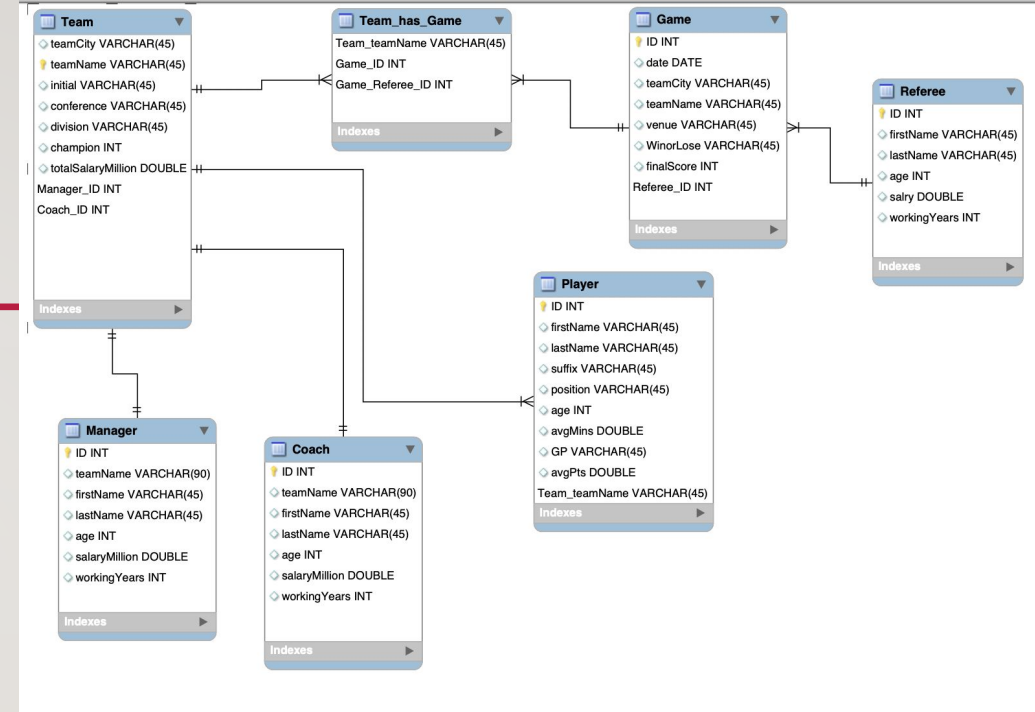 Team
teamCity VARCHAR(45)
teamName VARCHAR(45)
initial VARCHAR(45)
conference VARCHAR(45)
division VARCHAR(45)
champion INT
totalSalaryMillion DOUBLE
Manager_ID INT
Coach_ID INT
Indexes
Team_has_Game
Team_teamName VARCHAR(45)
Game_ID INT
Game_Referee_ID INT
Indexes
Game
ID INT
date DATE
teamCity VARCHAR(45)
teamName VARCHAR(45)
venue VARCHAR(45)
WinorLose VARCHAR(45)
finalScore INT
Referee_ID INT
Indexes
Referee
ID INT
firstName VARCHAR(45)
lastName VARCHAR(45)
age INT
salry DOUBLE
workingYears INT
Indexes
Player
ID INT
firstName VARCHAR(45)
lastName VARCHAR(45)
suffix VARCHAR(45)
position VARCHAR(45)
age INT
avgMins DOUBLE
GP VARCHAR(45)
avgPts DOUBLE
Team_teamName VARCHAR(45)
Indexes
Manager
ID INT
teamName VARCHAR(90)
firstName VARCHAR(45)
lastName VARCHAR(45)
age INT
salaryMillion DOUBLE
workingYears INT
Indexes
Coach
ID INT
teamName VARCHAR(90)
firstName VARCHAR(45)
lastName VARCHAR(45)
age INT
salaryMillion DOUBLE
workingYears INT
Indexes